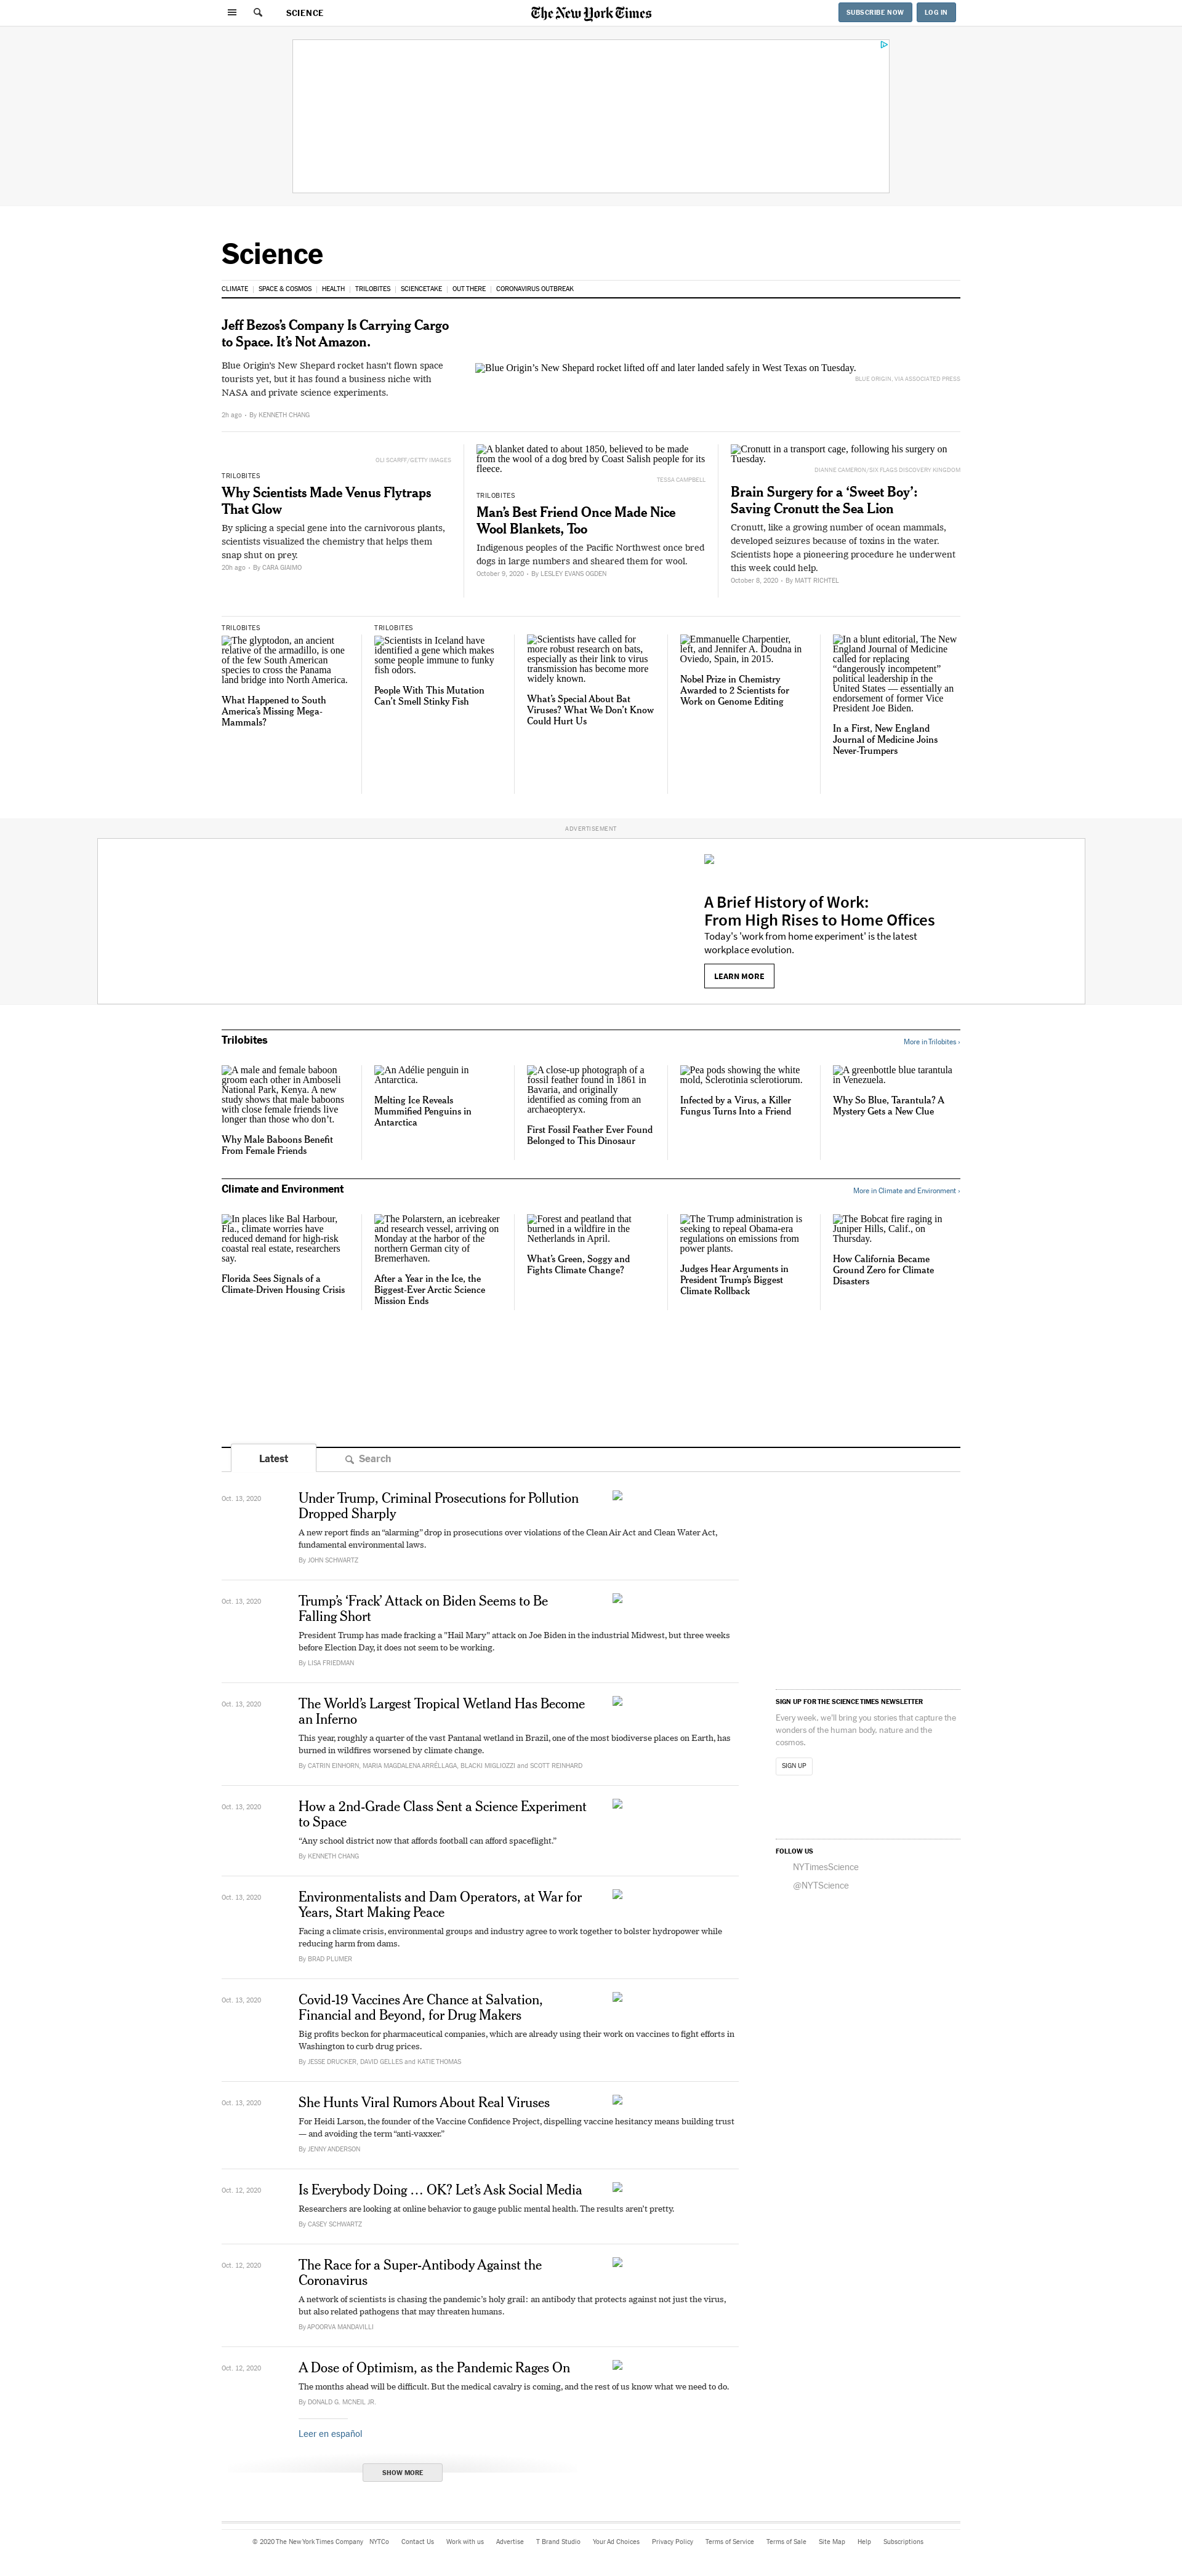 SCIENCE
The New York Times
SUBSCRIBE NOW
LOG IN
Science
CLIMATE | SPACE & COSMOS | HEALTH | TRILOBITES | SCIENCETAKE | OUT THERE | CORONAVIRUS OUTBREAK
Jeff Bezos’s Company Is Carrying Cargo
to Space. It’s Not Amazon.
Blue Origin’s New Shepard rocket hasn’t flown space
tourists yet, but it has found a business niche with
NASA and private science experiments.
2h ago • By KENNETH CHANG
Blue Origin’s New Shepard rocket lifted off and later landed safely in West Texas on Tuesday.
BLUE ORIGIN, VIA ASSOCIATED PRESS
OLI SCARFF/GETTY IMAGES
TRILOBITES
Why Scientists Made Venus Flytraps
That Glow
By splicing a special gene into the carnivorous plants,
scientists visualized the chemistry that helps them
snap shut on prey.
20h ago • By CARA GIAIMO
A blanket dated to about 1850, believed to be made
from the wool of a dog bred by Coast Salish people for its
fleece.
TESSA CAMPBELL
TRILOBITES
Man’s Best Friend Once Made Nice
Wool Blankets, Too
Indigenous peoples of the Pacific Northwest once bred
dogs in large numbers and sheared them for wool.
October 9, 2020 • By LESLEY EVANS OGDEN
Cronutt in a transport cage, following his surgery on
Tuesday.
DIANNE CAMERON/SIX FLAGS DISCOVERY KINGDOM
Brain Surgery for a ‘Sweet Boy’:
Saving Cronutt the Sea Lion
Cronutt, like a growing number of ocean mammals,
developed seizures because of toxins in the water.
Scientists hope a pioneering procedure he underwent
this week could help.
October 8, 2020 • By MATT RICHTEL
TRILOBITES
The glyptodon, an ancient
relative of the armadillo, is one
of the few South American
species to cross the Panama
land bridge into North America.
What Happened to South
America’s Missing Mega-
Mammals?
TRILOBITES
Scientists in Iceland have
identified a gene which makes
some people immune to funky
fish odors.
People With This Mutation
Can’t Smell Stinky Fish
Scientists have called for
more robust research on bats,
especially as their link to virus
transmission has become more
widely known.
What’s Special About Bat
Viruses? What We Don’t Know
Could Hurt Us
Emmanuelle Charpentier,
left, and Jennifer A. Doudna in
Oviedo, Spain, in 2015.
Nobel Prize in Chemistry
Awarded to 2 Scientists for
Work on Genome Editing
In a blunt editorial, The New
England Journal of Medicine
called for replacing
“dangerously incompetent”
political leadership in the
United States — essentially an
endorsement of former Vice
President Joe Biden.
In a First, New England
Journal of Medicine Joins
Never-Trumpers
ADVERTISEMENT
A Brief History of Work:
From High Rises to Home Offices
Today's 'work from home experiment' is the latest
workplace evolution.
LEARN MORE
Trilobites
More in Trilobites ›
A male and female baboon
groom each other in Amboseli
National Park, Kenya. A new
study shows that male baboons
with close female friends live
longer than those who don’t.
Why Male Baboons Benefit
From Female Friends
An Adélie penguin in
Antarctica.
Melting Ice Reveals
Mummified Penguins in
Antarctica
A close-up photograph of a
fossil feather found in 1861 in
Bavaria, and originally
identified as coming from an
archaeopteryx.
First Fossil Feather Ever Found
Belonged to This Dinosaur
Pea pods showing the white
mold, Sclerotinia sclerotiorum.
Infected by a Virus, a Killer
Fungus Turns Into a Friend
A greenbottle blue tarantula
in Venezuela.
Why So Blue, Tarantula? A
Mystery Gets a New Clue
Climate and Environment
More in Climate and Environment ›
In places like Bal Harbour,
Fla., climate worries have
reduced demand for high-risk
coastal real estate, researchers
say.
Florida Sees Signals of a
Climate-Driven Housing Crisis
The Polarstern, an icebreaker
and research vessel, arriving on
Monday at the harbor of the
northern German city of
Bremerhaven.
After a Year in the Ice, the
Biggest-Ever Arctic Science
Mission Ends
Forest and peatland that
burned in a wildfire in the
Netherlands in April.
What’s Green, Soggy and
Fights Climate Change?
The Trump administration is
seeking to repeal Obama-era
regulations on emissions from
power plants.
Judges Hear Arguments in
President Trump’s Biggest
Climate Rollback
The Bobcat fire raging in
Juniper Hills, Calif., on
Thursday.
How California Became
Ground Zero for Climate
Disasters
Latest
Search
Oct. 13, 2020
Under Trump, Criminal Prosecutions for Pollution
Dropped Sharply
A new report finds an “alarming” drop in prosecutions over violations of the Clean Air Act and Clean Water Act,
fundamental environmental laws.
By JOHN SCHWARTZ
Oct. 13, 2020
Trump’s ‘Frack’ Attack on Biden Seems to Be
Falling Short
President Trump has made fracking a “Hail Mary” attack on Joe Biden in the industrial Midwest, but three weeks
before Election Day, it does not seem to be working.
By LISA FRIEDMAN
Oct. 13, 2020
The World’s Largest Tropical Wetland Has Become
an Inferno
This year, roughly a quarter of the vast Pantanal wetland in Brazil, one of the most biodiverse places on Earth, has
burned in wildfires worsened by climate change.
By CATRIN EINHORN, MARIA MAGDALENA ARRÉLLAGA, BLACKI MIGLIOZZI and SCOTT REINHARD
Oct. 13, 2020
How a 2nd-Grade Class Sent a Science Experiment
to Space
“Any school district now that affords football can afford spaceflight.”
By KENNETH CHANG
Oct. 13, 2020
Environmentalists and Dam Operators, at War for
Years, Start Making Peace
Facing a climate crisis, environmental groups and industry agree to work together to bolster hydropower while
reducing harm from dams.
By BRAD PLUMER
Oct. 13, 2020
Covid-19 Vaccines Are Chance at Salvation,
Financial and Beyond, for Drug Makers
Big profits beckon for pharmaceutical companies, which are already using their work on vaccines to fight efforts in
Washington to curb drug prices.
By JESSE DRUCKER, DAVID GELLES and KATIE THOMAS
Oct. 13, 2020
She Hunts Viral Rumors About Real Viruses
For Heidi Larson, the founder of the Vaccine Confidence Project, dispelling vaccine hesitancy means building trust
— and avoiding the term “anti-vaxxer.”
By JENNY ANDERSON
Oct. 12, 2020
Is Everybody Doing … OK? Let’s Ask Social Media
Researchers are looking at online behavior to gauge public mental health. The results aren’t pretty.
By CASEY SCHWARTZ
Oct. 12, 2020
The Race for a Super-Antibody Against the
Coronavirus
A network of scientists is chasing the pandemic’s holy grail: an antibody that protects against not just the virus,
but also related pathogens that may threaten humans.
By APOORVA MANDAVILLI
Oct. 12, 2020
A Dose of Optimism, as the Pandemic Rages On
The months ahead will be difficult. But the medical cavalry is coming, and the rest of us know what we need to do.
By DONALD G. MCNEIL JR.
Leer en español
SHOW MORE
SIGN UP FOR THE SCIENCE TIMES NEWSLETTER
Every week, we’ll bring you stories that capture the
wonders of the human body, nature and the
cosmos.
SIGN UP
FOLLOW US
NYTimesScience
@NYTScience
© 2020 The New York Times Company NYTCo Contact Us Work with us Advertise T Brand Studio Your Ad Choices Privacy Policy Terms of Service Terms of Sale Site Map Help Subscriptions